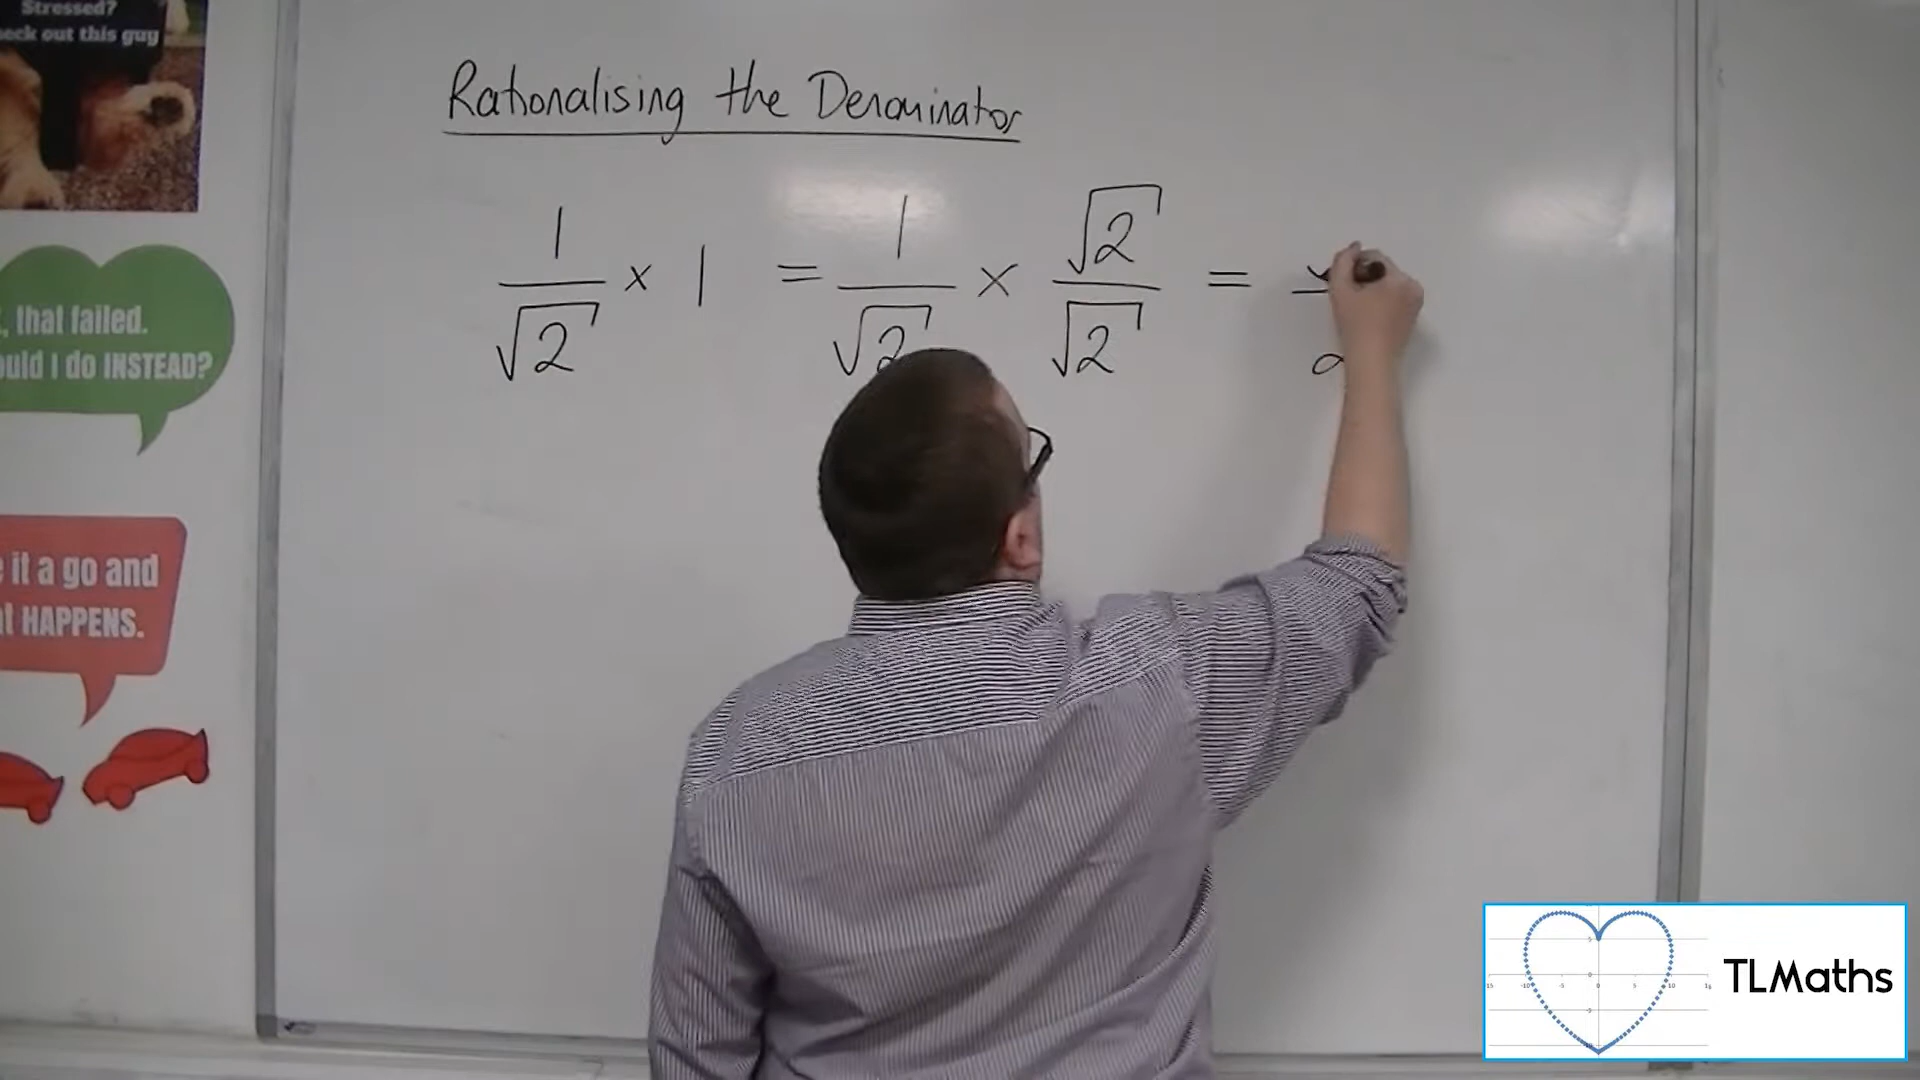 Stressed?
eck out this guy
Rationalising the Denominator
1/√2 × 1 = 1/√2 × √2/√2 =
, that failed.
ould I do INSTEAD?
it a go and
HAPPENS.
TLMaths